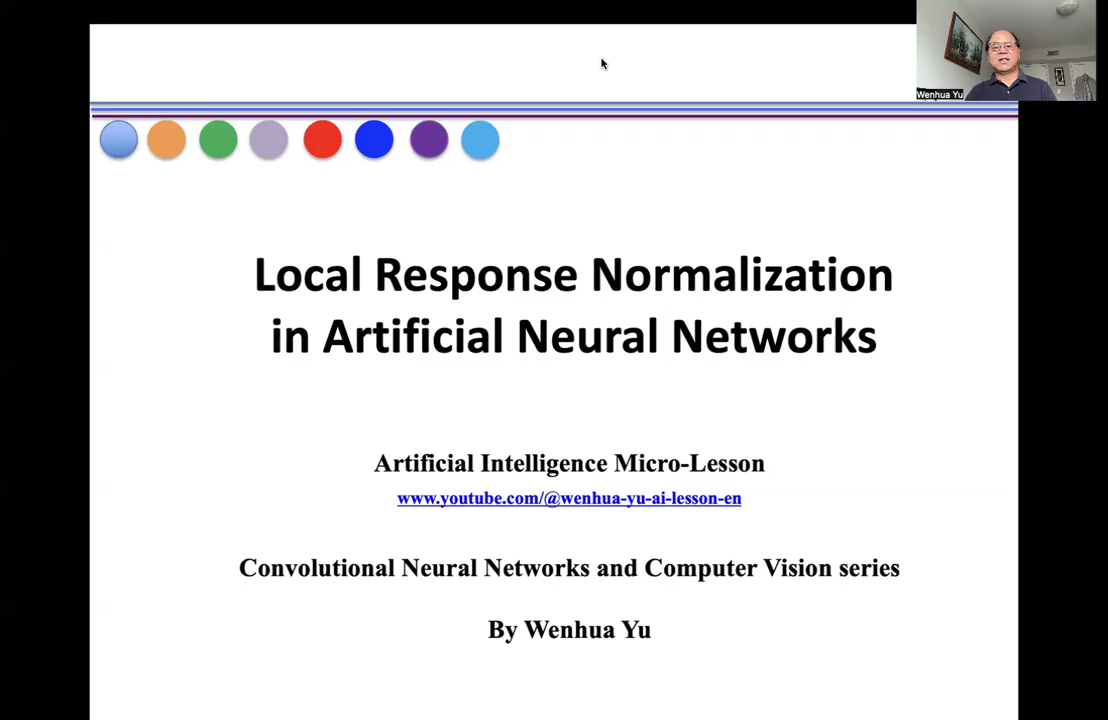 Wenhua Yu
Local Response Normalization
in Artificial Neural Networks
Artificial Intelligence Micro-Lesson
www.youtube.com/@wenhua-yu-ai-lesson-en
Convolutional Neural Networks and Computer Vision series
By Wenhua Yu